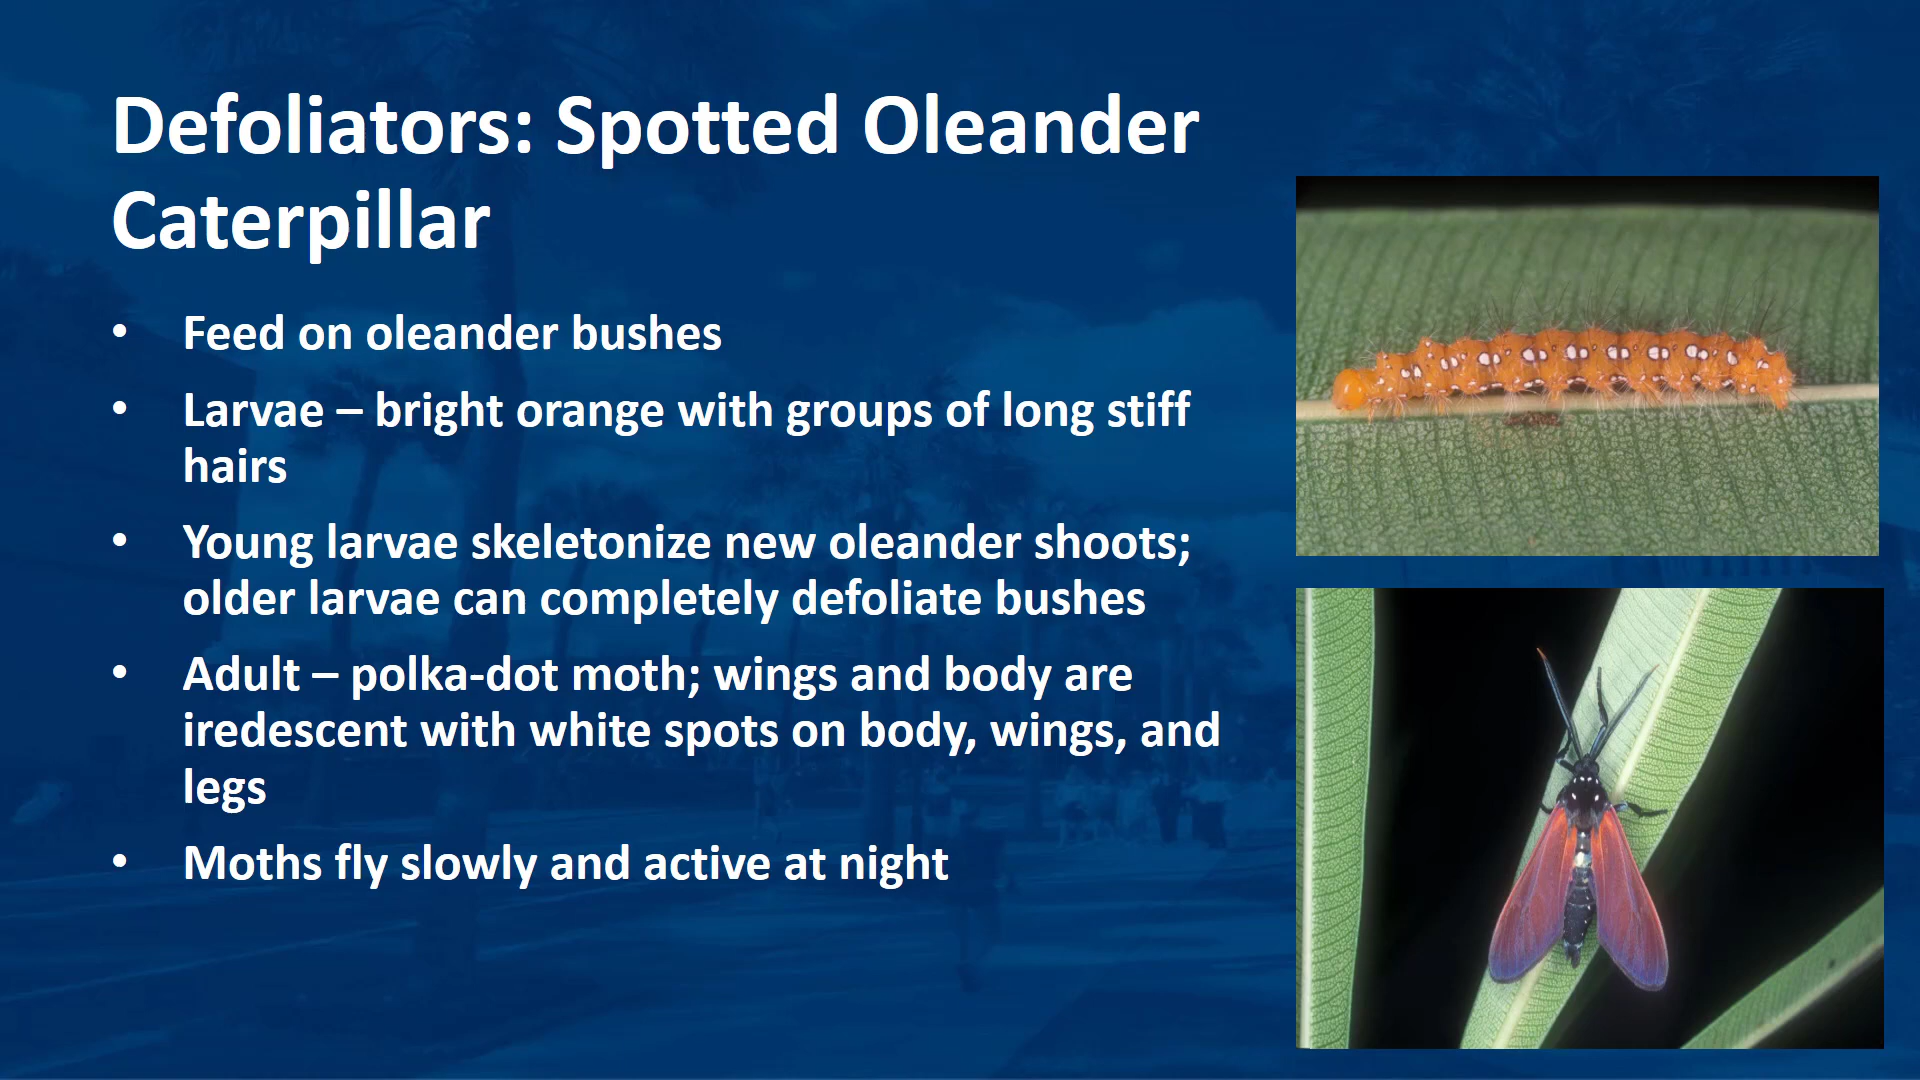 Defoliators: Spotted Oleander
Caterpillar
• Feed on oleander bushes
• Larvae – bright orange with groups of long stiff
hairs
• Young larvae skeletonize new oleander shoots;
older larvae can completely defoliate bushes
• Adult – polka-dot moth; wings and body are
iredescent with white spots on body, wings, and
legs
• Moths fly slowly and active at night